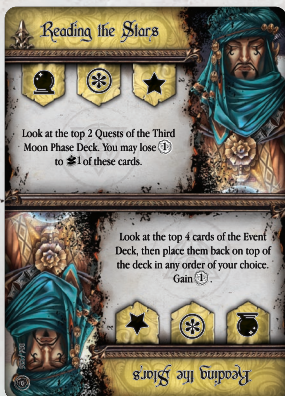 Reading the Stars
Look at the top 2 Quests of the Third
Moon Phase Deck. You may lose 1
to 1 of these cards.
Look at the top 4 cards of the Event
Deck, then place them back on top of
the deck in any order of your choice.
Gain 1.
Reading the Stars